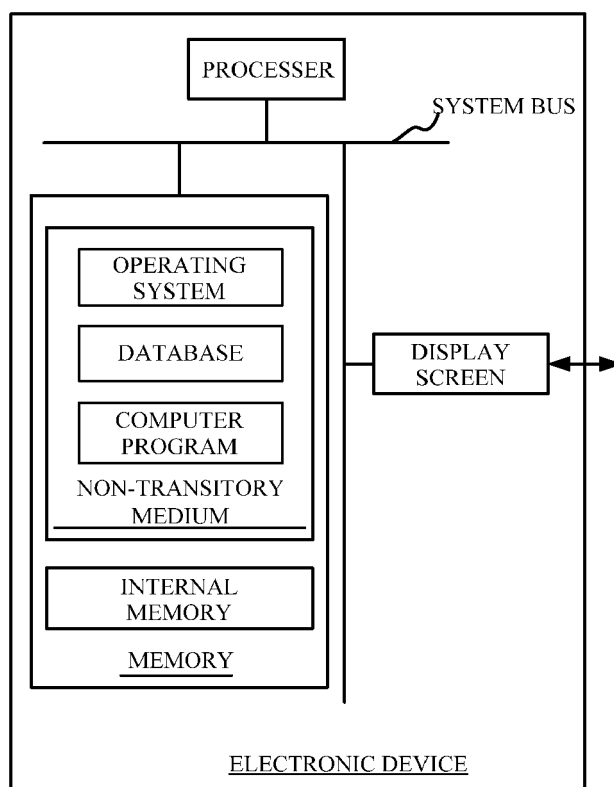 PROCESSER
SYSTEM BUS
OPERATING
SYSTEM
DATABASE
COMPUTER
PROGRAM
NON-TRANSITORY
MEDIUM
INTERNAL
MEMORY
MEMORY
DISPLAY
SCREEN
ELECTRONIC DEVICE